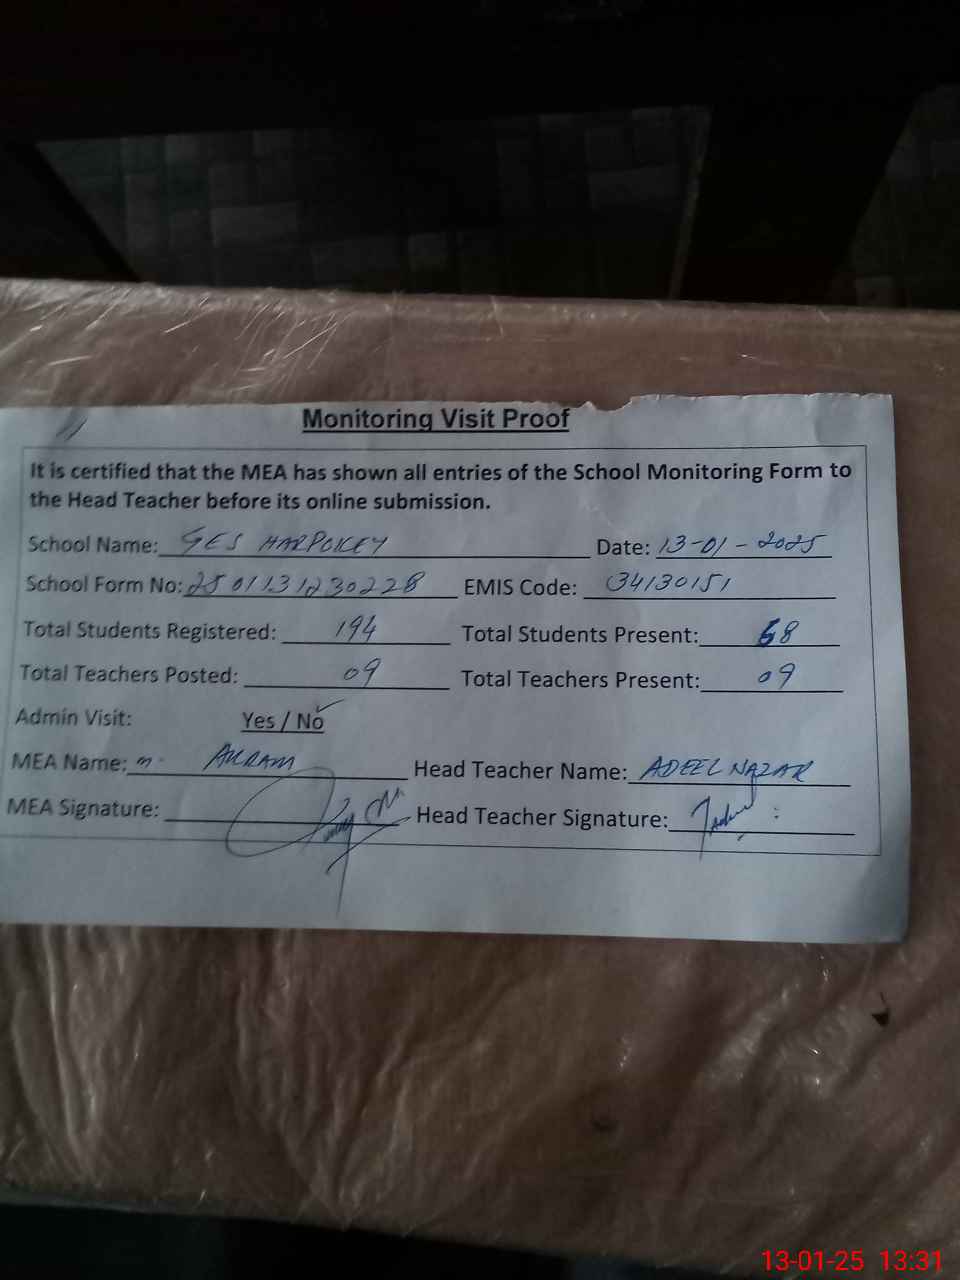 Monitoring Visit Proof
It is certified that the MEA has shown all entries of the School Monitoring Form to
the Head Teacher before its online submission.
School Name: GES HARPOKEY Date: 13-01-2025
School Form No: 2501131230228 EMIS Code: 34130151
Total Students Registered: 194 Total Students Present: 68
Total Teachers Posted: 09 Total Teachers Present: 09
Admin Visit: Yes / No ✓
MEA Name: M. AKRAM Head Teacher Name: ADEEL NAZAR
MEA Signature: Head Teacher Signature:
13-01-25 13:31